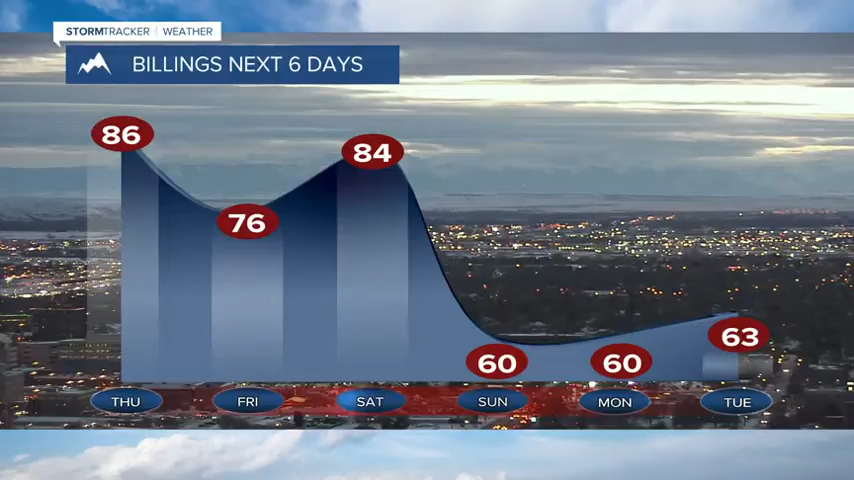 STORMTRACKER WEATHER
BILLINGS NEXT 6 DAYS
86
84
76
63
60
60
THU FRI SAT SUN MON TUE